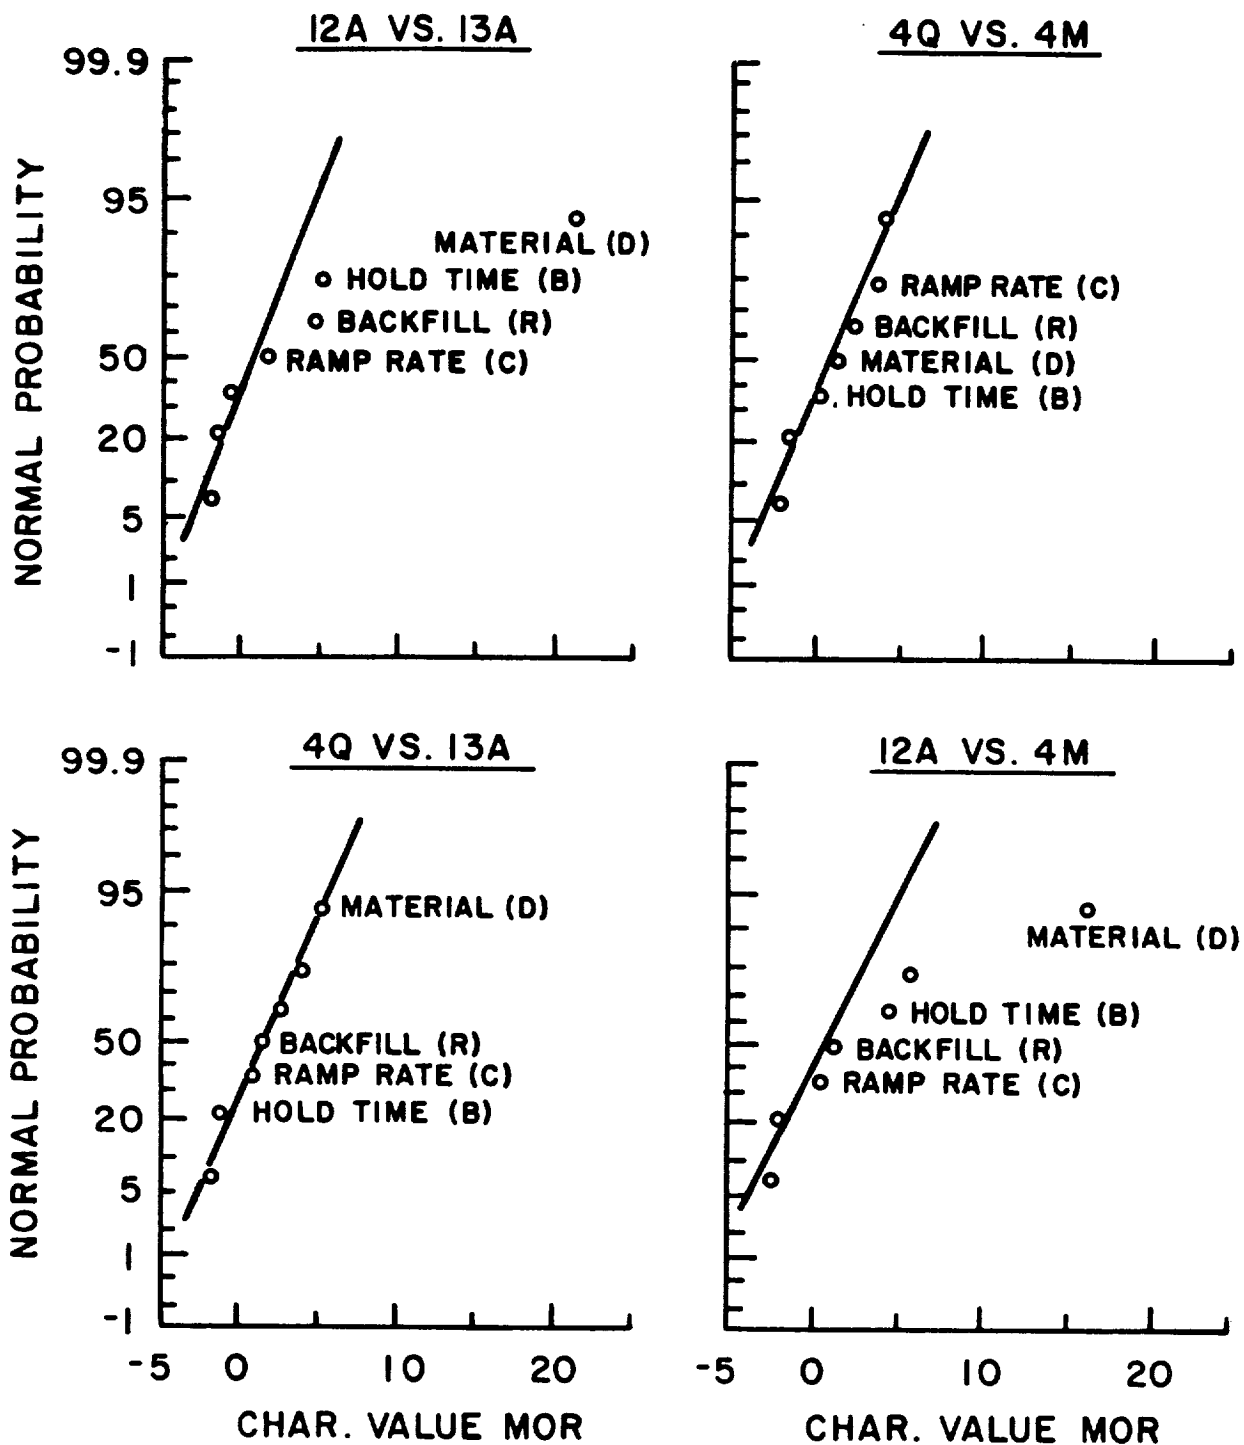 12A VS. 13A
99.9
95
MATERIAL (D)
HOLD TIME (B)
BACKFILL (R)
50
RAMP RATE (C)
20
5
1
-1
NORMAL PROBABILITY
4Q VS. 4M
RAMP RATE (C)
BACKFILL (R)
MATERIAL (D)
HOLD TIME (B)
4Q VS. 13A
99.9
95
MATERIAL (D)
50
BACKFILL (R)
RAMP RATE (C)
HOLD TIME (B)
20
5
1
-1
NORMAL PROBABILITY
-5 0 10 20
CHAR. VALUE MOR
12A VS. 4M
MATERIAL (D)
HOLD TIME (B)
BACKFILL (R)
RAMP RATE (C)
-5 0 10 20
CHAR. VALUE MOR